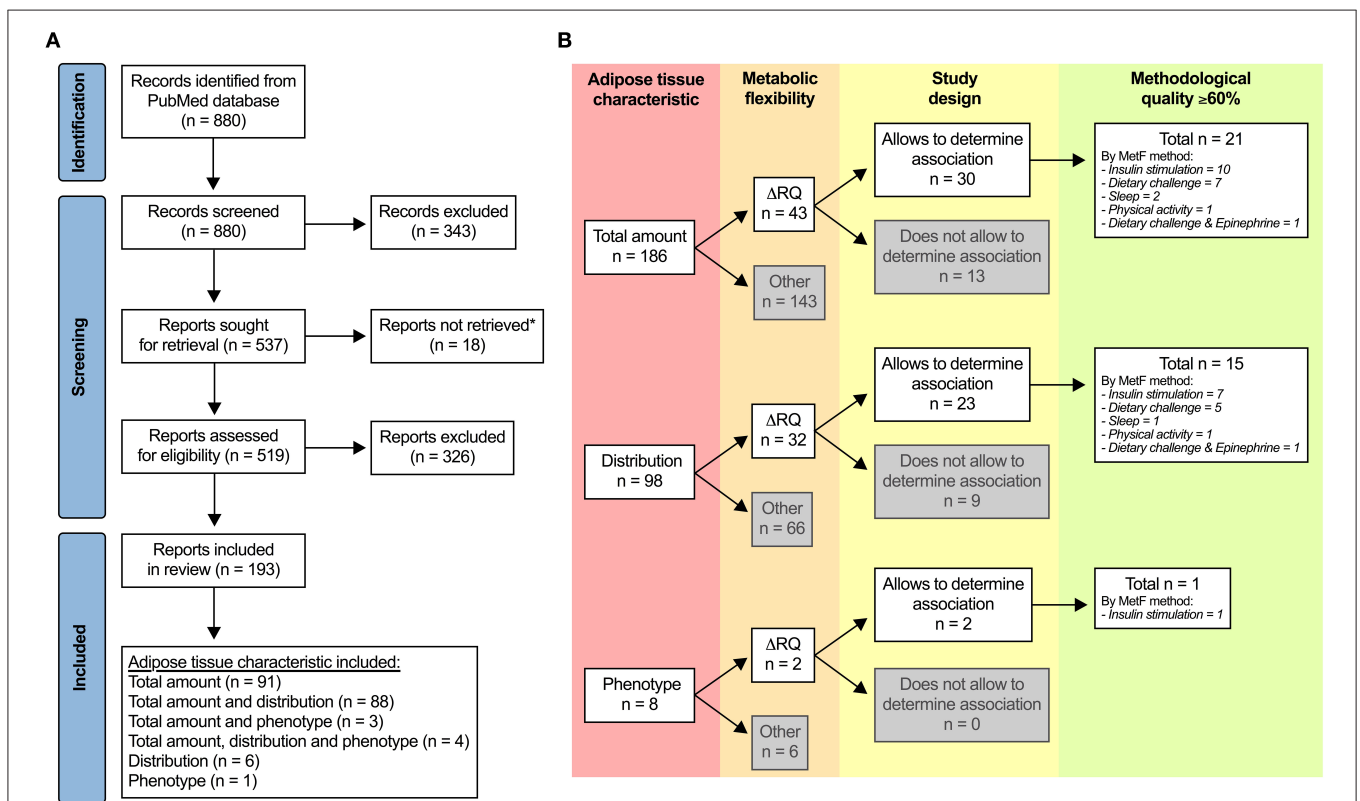 A
Identification
Records identified from
PubMed database
(n = 880)
Screening
Records screened
(n = 880)
Records excluded
(n = 343)
Reports sought
for retrieval (n = 537)
Reports not retrieved*
(n = 18)
Reports assessed
for eligibility (n = 519)
Reports excluded
(n = 326)
Included
Reports included
in review (n = 193)
Adipose tissue characteristic included:
Total amount (n = 91)
Total amount and distribution (n = 88)
Total amount and phenotype (n = 3)
Total amount, distribution and phenotype (n = 4)
Distribution (n = 6)
Phenotype (n = 1)
B
Adipose tissue
characteristic
Metabolic
flexibility
Study
design
Methodological
quality ≥60%
Total amount
n = 186
ΔRQ
n = 43
Other
n = 143
Allows to determine
association
n = 30
Does not allow to
determine association
n = 13
Total n = 21
By MetF method:
- Insulin stimulation = 10
- Dietary challenge = 7
- Sleep = 2
- Physical activity = 1
- Dietary challenge & Epinephrine = 1
Distribution
n = 98
ΔRQ
n = 32
Other
n = 66
Allows to determine
association
n = 23
Does not allow to
determine association
n = 9
Total n = 15
By MetF method:
- Insulin stimulation = 7
- Dietary challenge = 5
- Sleep = 1
- Physical activity = 1
- Dietary challenge & Epinephrine = 1
Phenotype
n = 8
ΔRQ
n = 2
Other
n = 6
Allows to determine
association
n = 2
Does not allow to
determine association
n = 0
Total n = 1
By MetF method:
- Insulin stimulation = 1